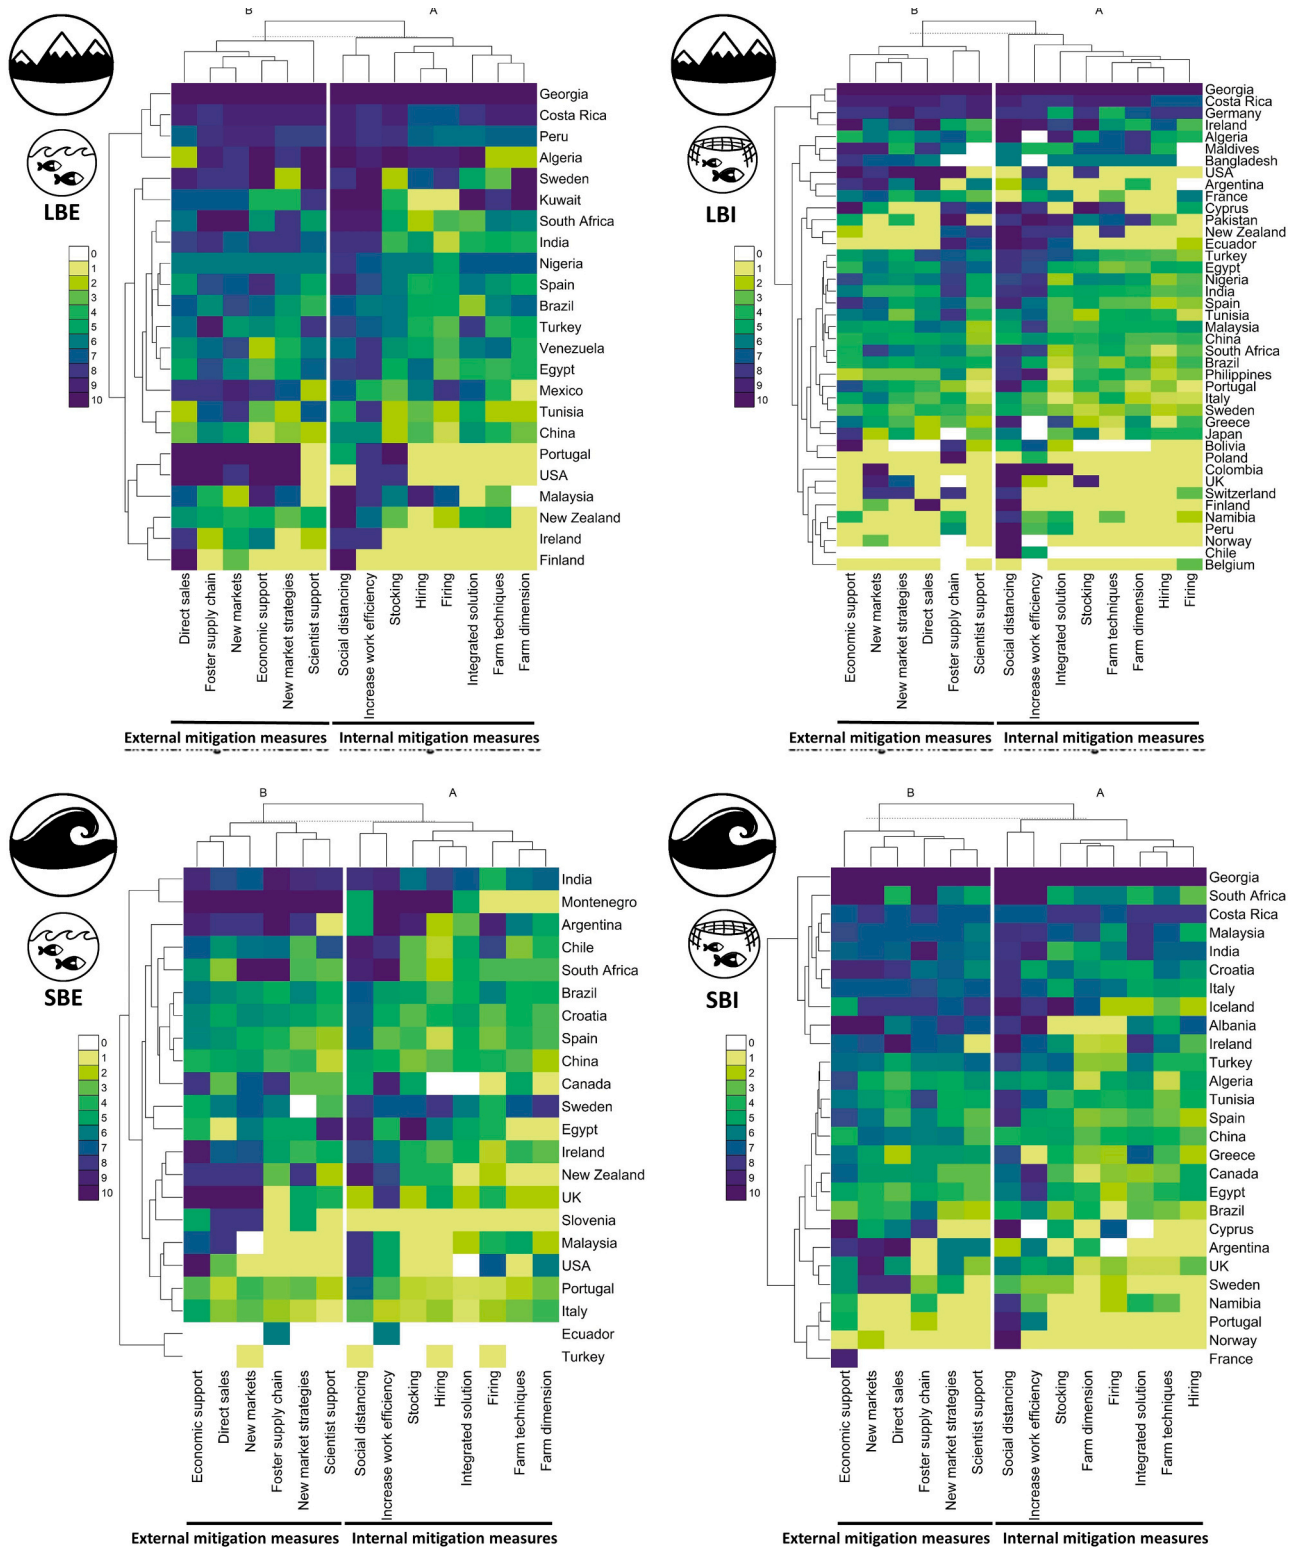 B
A
LBE
0
1
2
3
4
5
6
7
8
9
10
Georgia
Costa Rica
Peru
Algeria
Sweden
Kuwait
South Africa
India
Nigeria
Spain
Brazil
Turkey
Venezuela
Egypt
Mexico
Tunisia
China
Portugal
USA
Malaysia
New Zealand
Ireland
Finland
Direct sales
Foster supply chain
New markets
Economic support
New market strategies
Scientist support
Social distancing
Increase work efficiency
Stocking
Hiring
Firing
Integrated solution
Farm techniques
Farm dimension
External mitigation measures
Internal mitigation measures
B
A
LBI
0
1
2
3
4
5
6
7
8
9
10
Georgia
Costa Rica
Germany
Ireland
Algeria
Maldives
Bangladesh
USA
Argentina
France
Cyprus
Pakistan
New Zealand
Ecuador
Turkey
Egypt
Nigeria
India
Spain
Tunisia
Malaysia
China
South Africa
Brazil
Philippines
Portugal
Italy
Sweden
Greece
Japan
Bolivia
Poland
Colombia
UK
Switzerland
Finland
Namibia
Peru
Norway
Chile
Belgium
Economic support
New markets
New market strategies
Direct sales
Foster supply chain
Scientist support
Social distancing
Increase work efficiency
Integrated solution
Stocking
Farm techniques
Farm dimension
Hiring
Firing
External mitigation measures
Internal mitigation measures
B
A
SBE
0
1
2
3
4
5
6
7
8
9
10
India
Montenegro
Argentina
Chile
South Africa
Brazil
Croatia
Spain
China
Canada
Sweden
Egypt
Ireland
New Zealand
UK
Slovenia
Malaysia
USA
Portugal
Italy
Ecuador
Turkey
Economic support
Direct sales
New markets
Foster supply chain
New market strategies
Scientist support
Social distancing
Increase work efficiency
Stocking
Hiring
Integrated solution
Firing
Farm techniques
Farm dimension
External mitigation measures
Internal mitigation measures
B
A
SBI
0
1
2
3
4
5
6
7
8
9
10
Georgia
South Africa
Costa Rica
Malaysia
India
Croatia
Italy
Iceland
Albania
Ireland
Turkey
Algeria
Tunisia
Spain
China
Greece
Canada
Egypt
Brazil
Cyprus
Argentina
UK
Sweden
Namibia
Portugal
Norway
France
Economic support
New markets
Direct sales
Foster supply chain
New market strategies
Scientist support
Social distancing
Increase work efficiency
Stocking
Farm dimension
Firing
Integrated solution
Farm techniques
Hiring
External mitigation measures
Internal mitigation measures